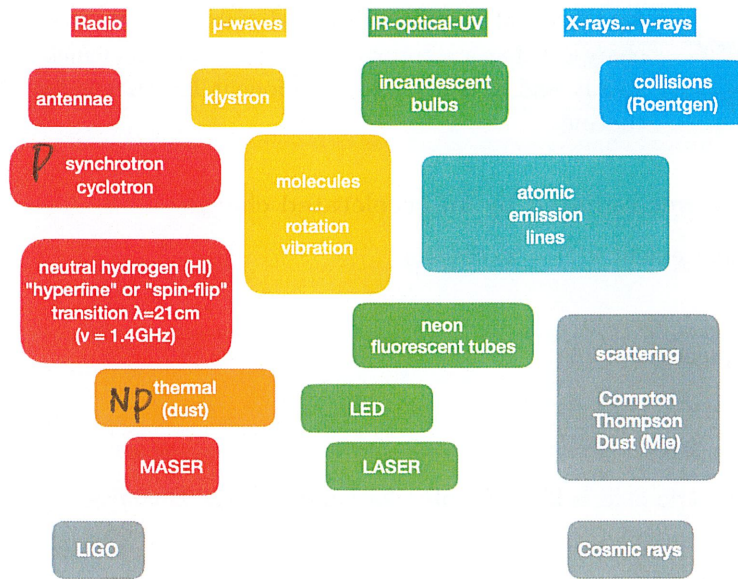 Radio
μ-waves
IR-optical-UV
X-rays... γ-rays
antennae
klystron
incandescent
bulbs
collisions
(Roentgen)
P
synchrotron
cyclotron
molecules
...
rotation
vibration
atomic
emission
lines
neutral hydrogen (HI)
"hyperfine" or "spin-flip"
transition λ=21cm
(ν = 1.4GHz)
neon
fluorescent tubes
scattering
Compton
Thompson
Dust (Mie)
NP thermal
(dust)
LED
MASER
LASER
LIGO
Cosmic rays